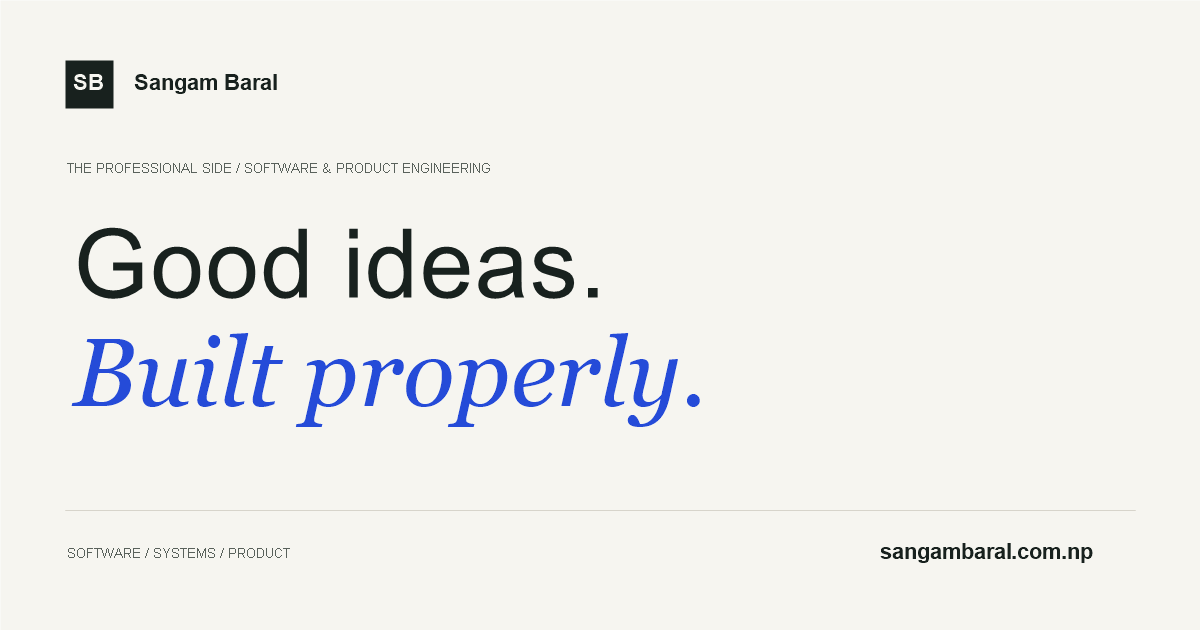 SB
Sangam Baral
THE PROFESSIONAL SIDE / SOFTWARE & PRODUCT ENGINEERING
Good ideas.
Built properly.
SOFTWARE / SYSTEMS / PRODUCT
sangambaral.com.np